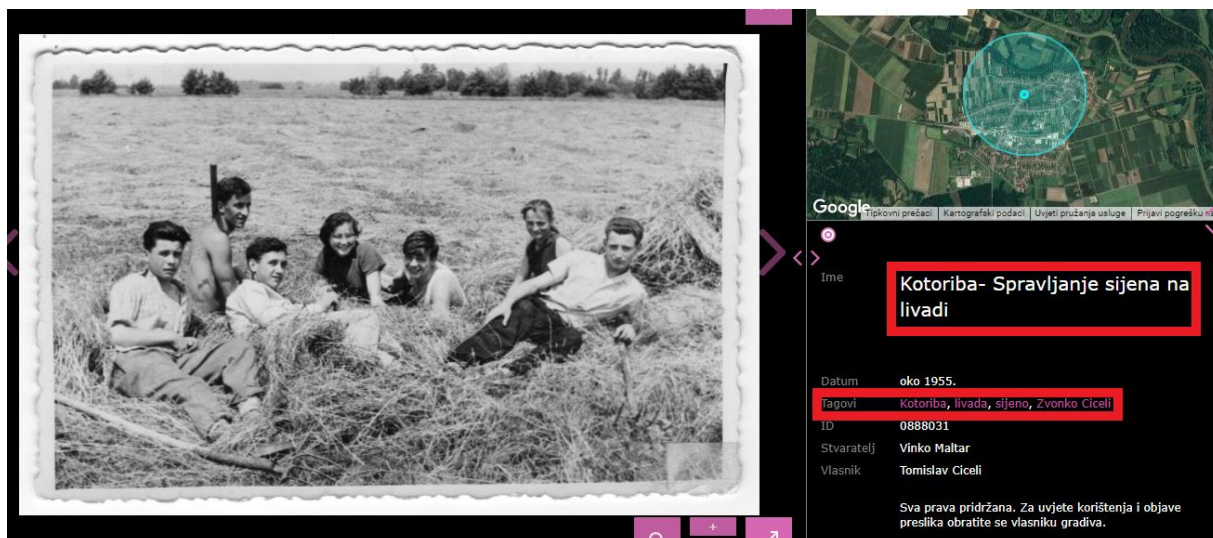 Google
Tipkovni prečaci
Kartografski podaci
Uvjeti pružanja usluge
Prijavi pogrešku
Ime
Kotoriba- Spravljanje sijena na
livadi
Datum
oko 1955.
Tagovi
Kotoriba, livada, sijeno, Zvonko Ciceli
ID
0888031
Stvaratelj
Vinko Maltar
Vlasnik
Tomislav Ciceli
Sva prava pridržana. Za uvjete korištenja i objave
preslika obratite se vlasniku gradiva.